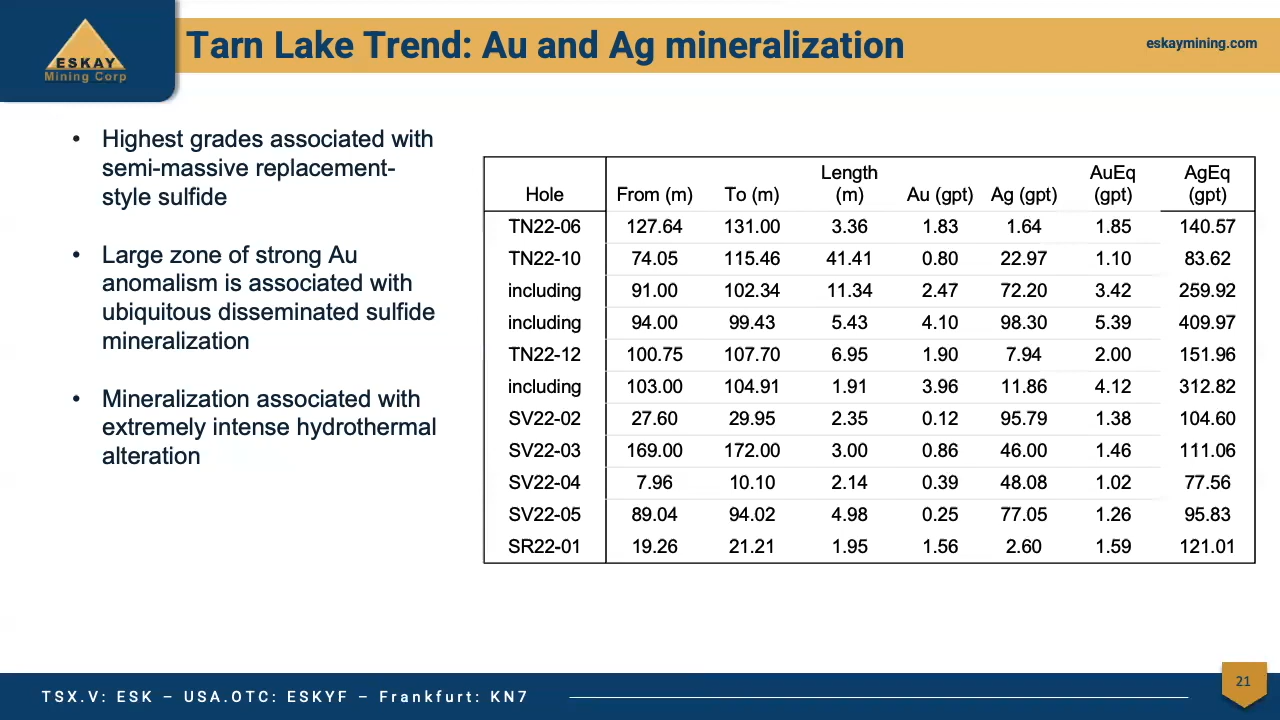 ESKAY
Mining Corp
Tarn Lake Trend: Au and Ag mineralization
eskaymining.com
• Highest grades associated with
semi-massive replacement-
style sulfide
• Large zone of strong Au
anomalism is associated with
ubiquitous disseminated sulfide
mineralization
• Mineralization associated with
extremely intense hydrothermal
alteration
Hole From (m) To (m) Length (m) Au (gpt) Ag (gpt) AuEq (gpt) AgEq (gpt)
TN22-06 127.64 131.00 3.36 1.83 1.64 1.85 140.57
TN22-10 74.05 115.46 41.41 0.80 22.97 1.10 83.62
including 91.00 102.34 11.34 2.47 72.20 3.42 259.92
including 94.00 99.43 5.43 4.10 98.30 5.39 409.97
TN22-12 100.75 107.70 6.95 1.90 7.94 2.00 151.96
including 103.00 104.91 1.91 3.96 11.86 4.12 312.82
SV22-02 27.60 29.95 2.35 0.12 95.79 1.38 104.60
SV22-03 169.00 172.00 3.00 0.86 46.00 1.46 111.06
SV22-04 7.96 10.10 2.14 0.39 48.08 1.02 77.56
SV22-05 89.04 94.02 4.98 0.25 77.05 1.26 95.83
SR22-01 19.26 21.21 1.95 1.56 2.60 1.59 121.01
TSX.V: ESK – USA.OTC: ESKYF – Frankfurt: KN7
21